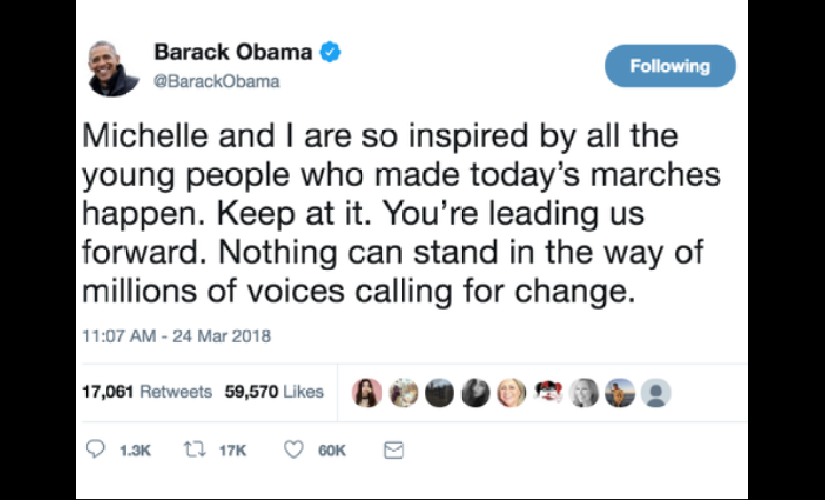 Barack Obama
@BarackObama
Following
Michelle and I are so inspired by all the
young people who made today’s marches
happen. Keep at it. You’re leading us
forward. Nothing can stand in the way of
millions of voices calling for change.
11:07 AM - 24 Mar 2018
17,061 Retweets 59,570 Likes
1.3K 17K 60K